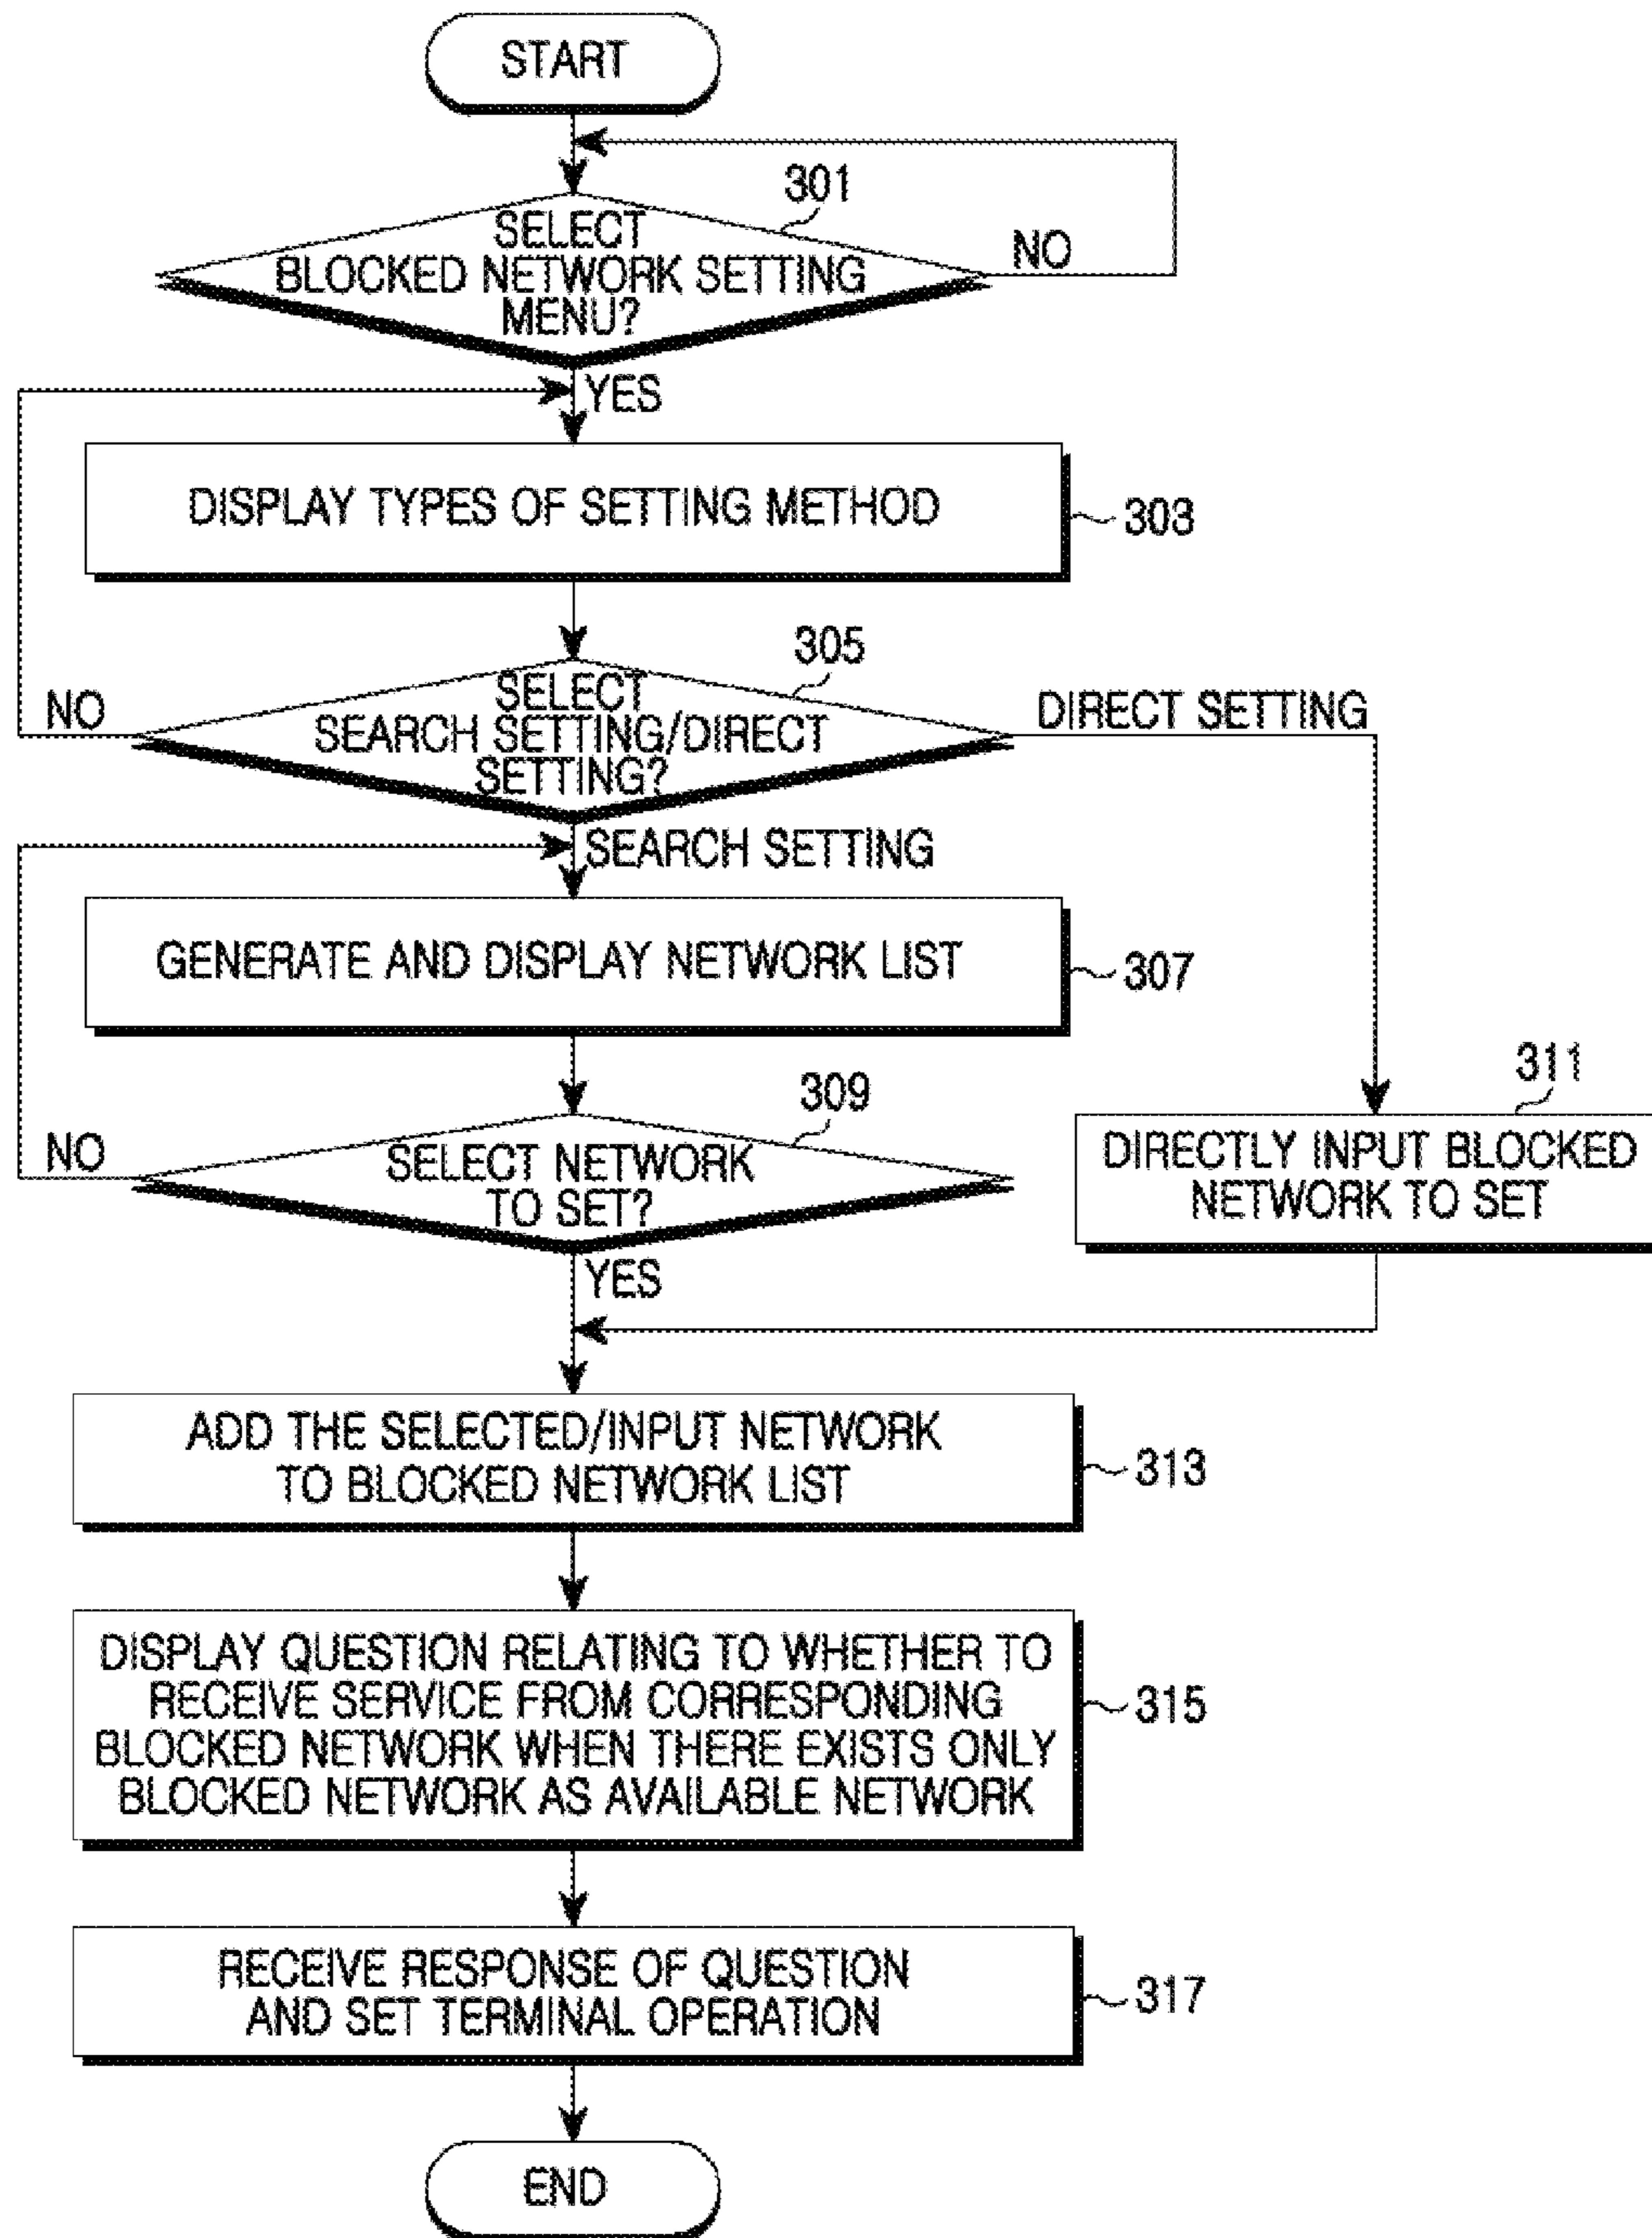 START
301
SELECT
BLOCKED NETWORK SETTING
MENU?
NO
YES
DISPLAY TYPES OF SETTING METHOD
303
305
SELECT
SEARCH SETTING/DIRECT
SETTING?
NO
DIRECT SETTING
SEARCH SETTING
GENERATE AND DISPLAY NETWORK LIST
307
309
SELECT NETWORK
TO SET?
NO
YES
311
DIRECTLY INPUT BLOCKED
NETWORK TO SET
ADD THE SELECTED/INPUT NETWORK
TO BLOCKED NETWORK LIST
313
DISPLAY QUESTION RELATING TO WHETHER TO
RECEIVE SERVICE FROM CORRESPONDING
BLOCKED NETWORK WHEN THERE EXISTS ONLY
BLOCKED NETWORK AS AVAILABLE NETWORK
315
RECEIVE RESPONSE OF QUESTION
AND SET TERMINAL OPERATION
317
END